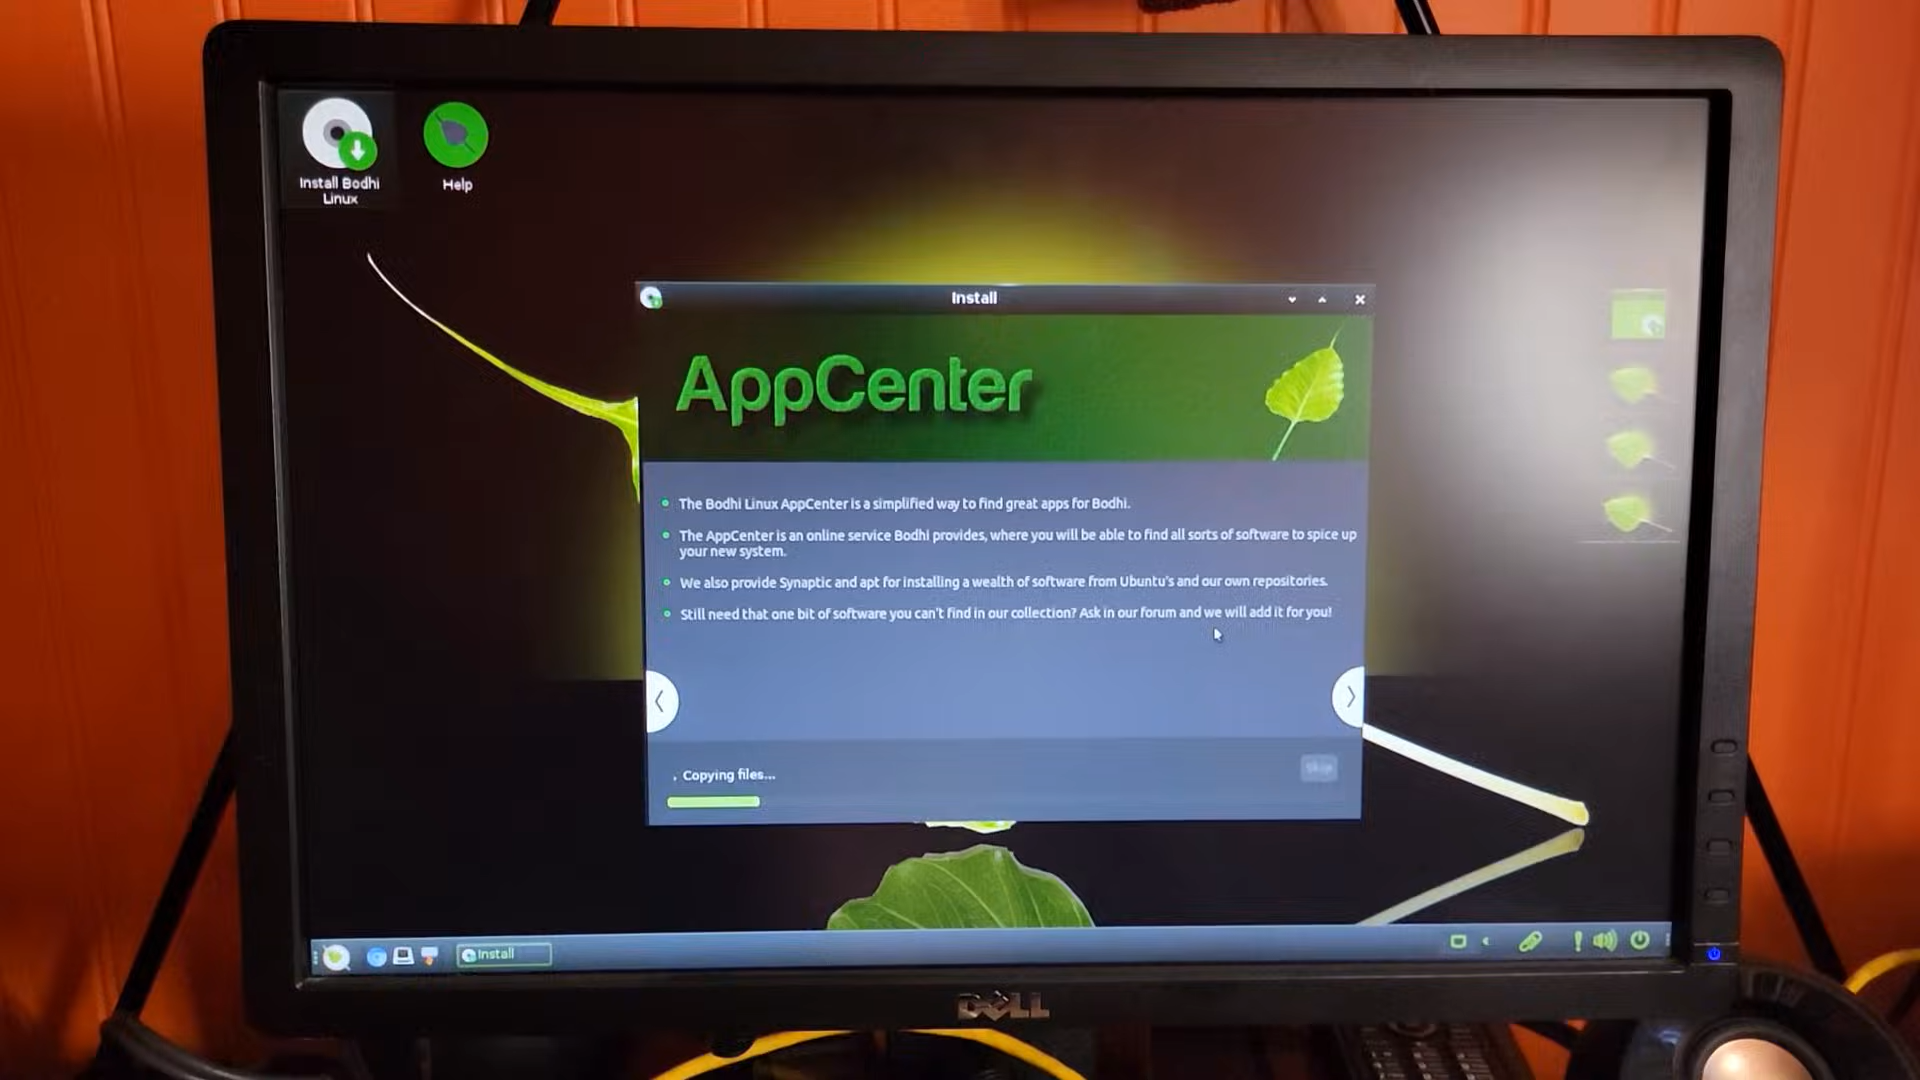 Install Bodhi
Linux
Help
Install
AppCenter
The Bodhi Linux AppCenter is a simplified way to find great apps for Bodhi.
The AppCenter is an online service Bodhi provides, where you will be able to find all sorts of software to spice up
your new system.
We also provide Synaptic and apt for installing a wealth of software from Ubuntu's and our own repositories.
Still need that one bit of software you can't find in our collection? Ask in our forum and we will add it for you!
Copying files...
Skip
Install
DELL